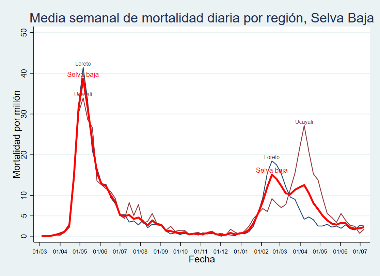 Media semanal de mortalidad diaria por región, Selva Baja
Mortalidad por millón
50
40
30
20
10
0
Loreto
Selva baja
Ucayali
Ucayali
Loreto
Selva baja
01/03 01/04 01/05 01/06 01/07 01/08 01/09 01/10 01/11 01/12 01/01 01/02 01/03 01/04 01/05 01/06 01/07
Fecha